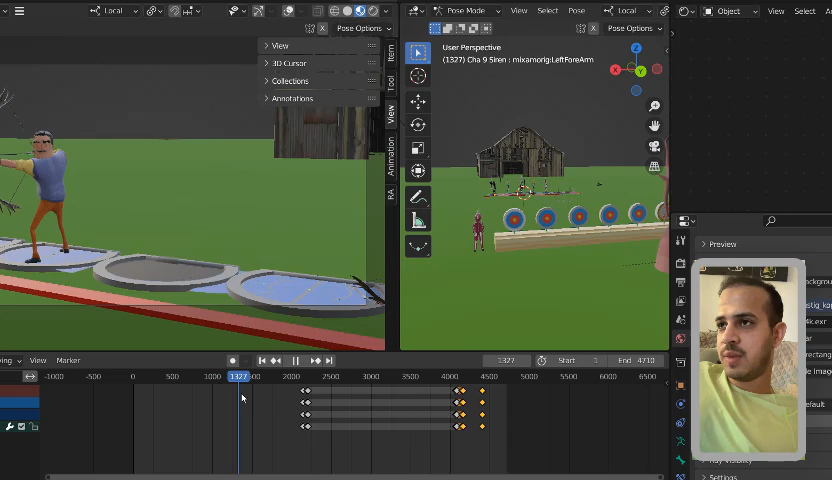 Local
Pose Mode
View
Select
Pose
Local
Object
View
Select
X
Pose Options
X
Pose Options
View
3D Cursor
Collections
Annotations
Item
Tool
View
Animation
RA
User Perspective
(1327) Cha 9 Siren : mixamorig:LeftForeArm
X
Y
Z
Preview
4k.exr
View
Marker
1327
Start 1
End 4710
-1000 -500 0 500 1000 1327 2000 2500 3000 3500 4000 4500 5000 5500 6000 6500
Settings